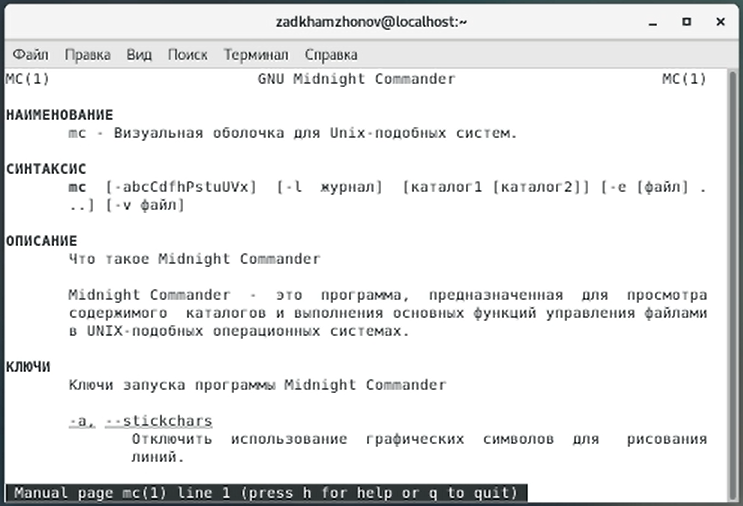 zadkhamzhonov@localhost:~
Файл Правка Вид Поиск Терминал Справка
MC(1) GNU Midnight Commander MC(1)
НАИМЕНОВАНИЕ
mc - Визуальная оболочка для Unix-подобных систем.
СИНТАКСИС
mc [-abcCdfhPstuUVx] [-l журнал] [каталог1 [каталог2]] [-e [файл] .
..] [-v файл]
ОПИСАНИЕ
Что такое Midnight Commander
Midnight Commander - это программа, предназначенная для просмотра
содержимого каталогов и выполнения основных функций управления файлами
в UNIX-подобных операционных системах.
КЛЮЧИ
Ключи запуска программы Midnight Commander
-a, --stickchars
Отключить использование графических символов для рисования
линий.
Manual page mc(1) line 1 (press h for help or q to quit)